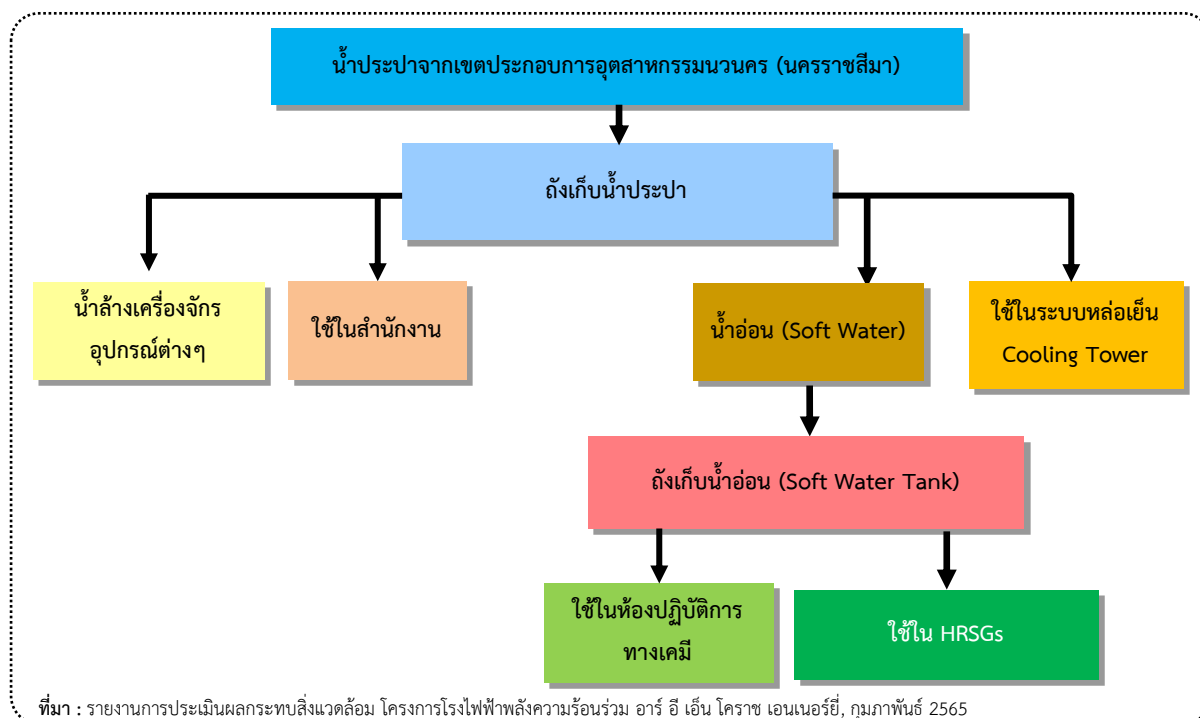 น้ำประปาจากเขตประกอบการอุตสาหกรรมนวนคร (นครราชสีมา)
ถังเก็บน้ำประปา
น้ำล้างเครื่องจักร
อุปกรณ์ต่างๆ
ใช้ในสำนักงาน
น้ำอ่อน (Soft Water)
ใช้ในระบบหล่อเย็น
Cooling Tower
ถังเก็บน้ำอ่อน (Soft Water Tank)
ใช้ในห้องปฏิบัติการ
ทางเคมี
ใช้ใน HRSGs
ที่มา : รายงานการประเมินผลกระทบสิ่งแวดล้อม โครงการโรงไฟฟ้าพลังความร้อนร่วม อาร์ อี เอ็น โคราช เอนเนอร์ยี่, กุมภาพันธ์ 2565